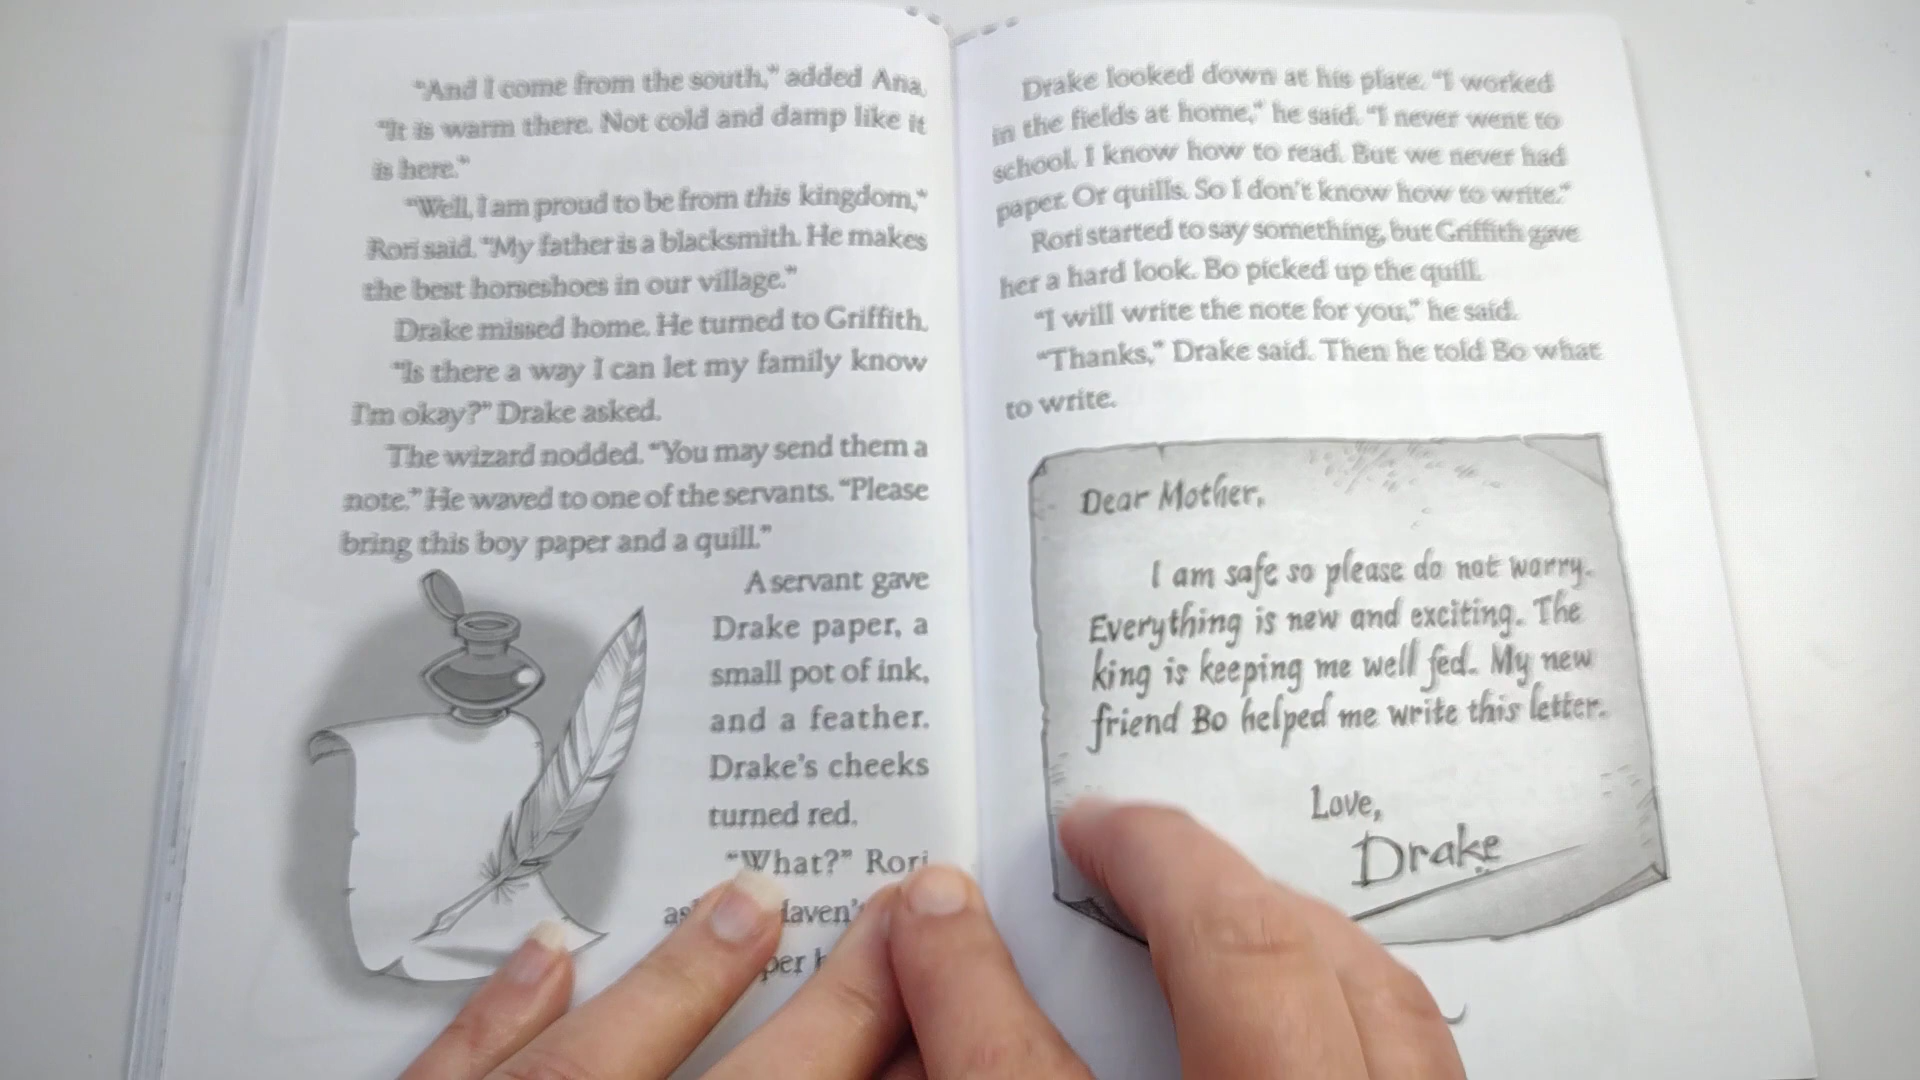 "And I come from the south," added Ana.
"It is warm there. Not cold and damp like it
is here."
"Well, I am proud to be from this kingdom,"
Rori said. "My father is a blacksmith. He makes
the best horseshoes in our village."
Drake missed home. He turned to Griffith.
"Is there a way I can let my family know
I'm okay?" Drake asked.
The wizard nodded. "You may send them a
note." He waved to one of the servants. "Please
bring this boy paper and a quill."
A servant gave
Drake paper, a
small pot of ink,
and a feather.
Drake's cheeks
turned red.
"What?" Rori
Drake looked down at his plate. "I worked
in the fields at home," he said. "I never went to
school. I know how to read. But we never had
paper. Or quills. So I don't know how to write."
Rori started to say something, but Griffith gave
her a hard look. Bo picked up the quill.
"I will write the note for you," he said.
"Thanks," Drake said. Then he told Bo what
to write.
Dear Mother,
I am safe so please do not worry.
Everything is new and exciting. The
king is keeping me well fed. My new
friend Bo helped me write this letter.
Love,
Drake